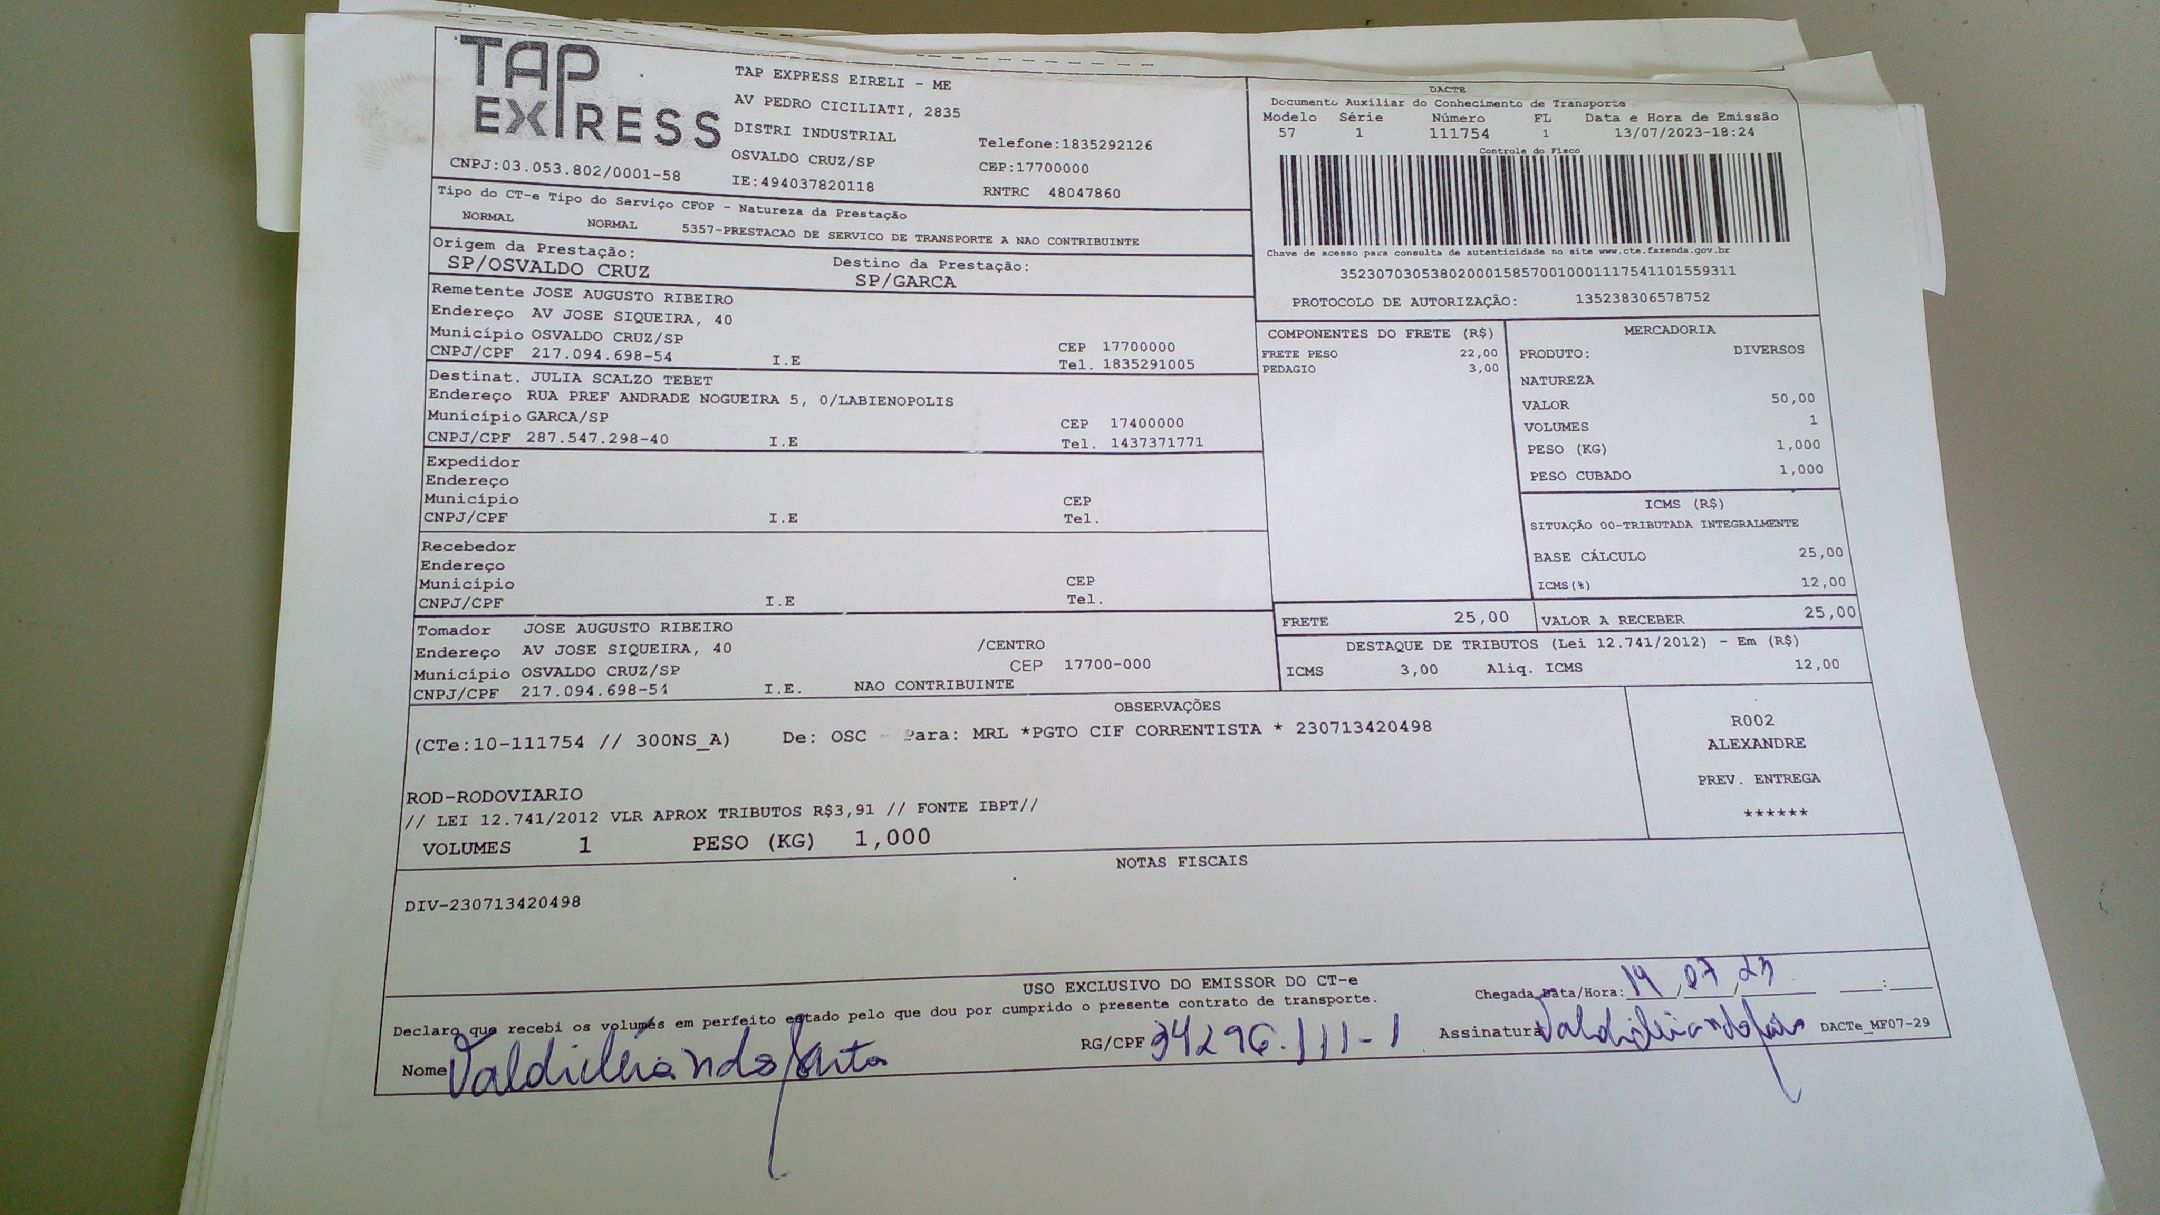 TAP
EXPRESS
CNPJ:03.053.802/0001-58
TAP EXPRESS EIRELI - ME
AV PEDRO CICILIATI, 2835
DISTRI INDUSTRIAL
OSVALDO CRUZ/SP
IE:494037820118
Telefone:1835292126
CEP:17700000
RNTRC 48047860
DACTE
Documento Auxiliar do Conhecimento de Transporte
Modelo Série Número FL Data e Hora de Emissão
57 1 111754 1 13/07/2023-18:24
Controle do Fisco
Chave de acesso para consulta de autenticidade no site www.cte.fazenda.gov.br
35230703053802000158570010001117541101559311
PROTOCOLO DE AUTORIZAÇÃO: 135238306578752
Tipo do CT-e Tipo do Serviço CFOP - Natureza da Prestação
NORMAL NORMAL 5357-PRESTACAO DE SERVICO DE TRANSPORTE A NAO CONTRIBUINTE
Origem da Prestação: Destino da Prestação:
SP/OSVALDO CRUZ SP/GARCA
Remetente JOSE AUGUSTO RIBEIRO
Endereço AV JOSE SIQUEIRA, 40
Município OSVALDO CRUZ/SP CEP 17700000
CNPJ/CPF 217.094.698-54 I.E Tel. 1835291005
Destinat. JULIA SCALZO TEBET
Endereço RUA PREF ANDRADE NOGUEIRA 5, 0/LABIENOPOLIS
Município GARCA/SP CEP 17400000
CNPJ/CPF 287.547.298-40 I.E Tel. 1437371771
Expedidor
Endereço
Município CEP
CNPJ/CPF I.E Tel.
Recebedor
Endereço
Município CEP
CNPJ/CPF I.E Tel.
Tomador JOSE AUGUSTO RIBEIRO
Endereço AV JOSE SIQUEIRA, 40 /CENTRO
Município OSVALDO CRUZ/SP CEP 17700-000
CNPJ/CPF 217.094.698-54 I.E. NAO CONTRIBUINTE
COMPONENTES DO FRETE (R$)
FRETE PESO 22,00
PEDAGIO 3,00
MERCADORIA
PRODUTO: DIVERSOS
NATUREZA
VALOR 50,00
VOLUMES 1
PESO (KG) 1,000
PESO CUBADO 1,000
ICMS (R$)
SITUAÇÃO 00-TRIBUTADA INTEGRALMENTE
BASE CÁLCULO 25,00
ICMS(%) 12,00
FRETE 25,00 VALOR A RECEBER 25,00
DESTAQUE DE TRIBUTOS (Lei 12.741/2012) - Em (R$)
ICMS 3,00 Aliq. ICMS 12,00
OBSERVAÇÕES
(CTe:10-111754 // 300NS_A) De: OSC - Para: MRL *PGTO CIF CORRENTISTA * 230713420498
ROD-RODOVIARIO
// LEI 12.741/2012 VLR APROX TRIBUTOS R$3,91 // FONTE IBPT//
VOLUMES 1 PESO (KG) 1,000
R002
ALEXANDRE
PREV. ENTREGA
******
NOTAS FISCAIS
DIV-230713420498
USO EXCLUSIVO DO EMISSOR DO CT-e
Declaro que recebi os volumes em perfeito estado pelo que dou por cumprido o presente contrato de transporte.
Chegada Data/Hora: 07 :
Nome
RG/CPF 34296.111-1
Assinatura
DACTe_MF07-29